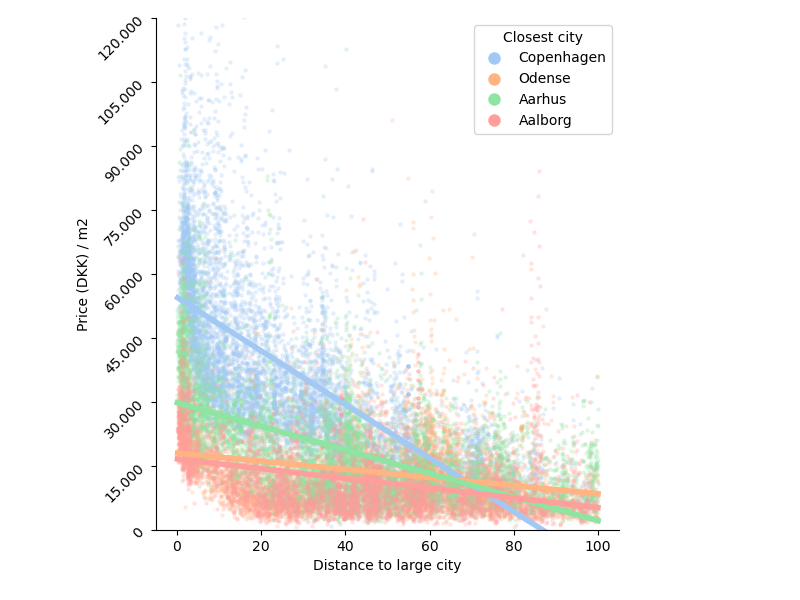 Closest city
Copenhagen
Odense
Aarhus
Aalborg
Price (DKK) / m2
120.000
105.000
90.000
75.000
60.000
45.000
30.000
15.000
0
0 20 40 60 80 100
Distance to large city